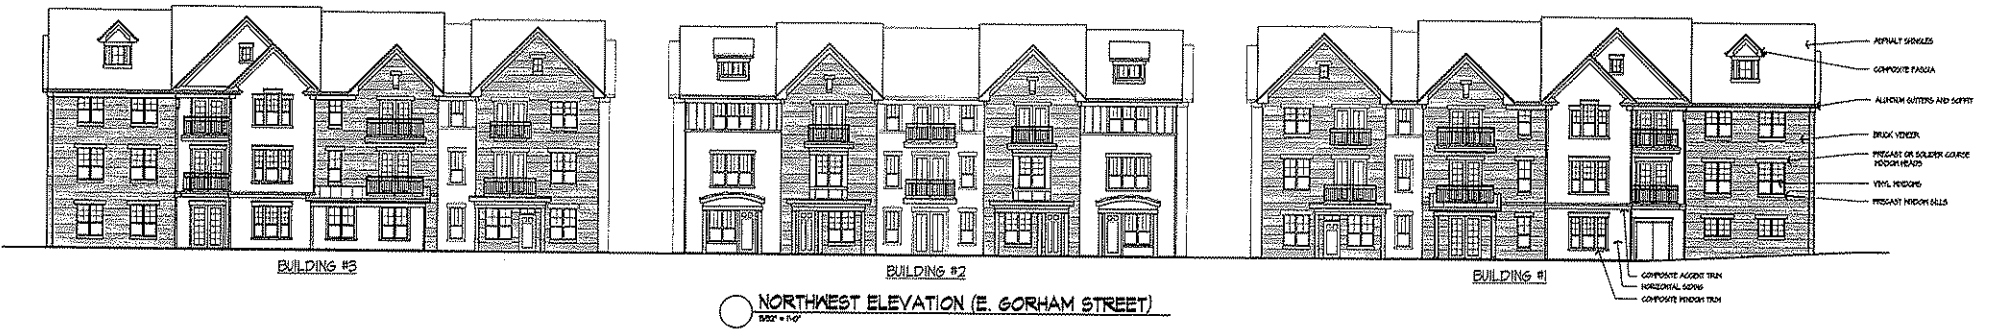 ASPHALT SHINGLES
COMPOSITE FASCIA
ALUMINUM GUTTERS AND SOFFIT
BRICK VENEER
PRECAST OR SOLDIER COURSE
WINDOW HEADS
VINYL WINDOWS
PRECAST WINDOW SILLS
BUILDING #3
BUILDING #2
BUILDING #1
COMPOSITE ACCENT TRIM
HORIZONTAL SIDING
COMPOSITE WINDOW TRIM
NORTHWEST ELEVATION (E. GORHAM STREET)